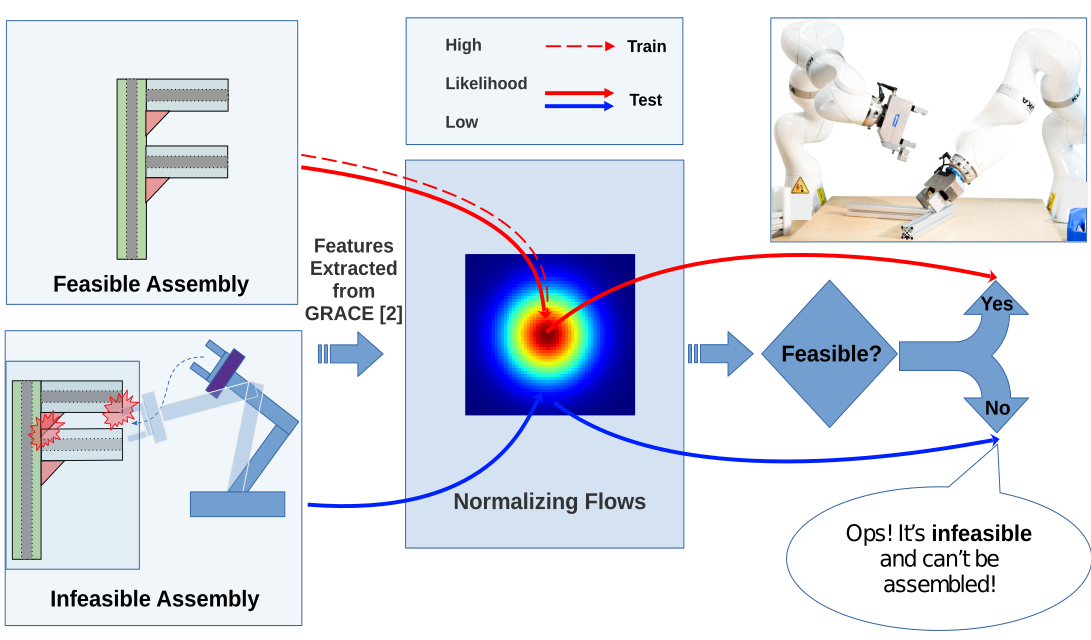 High
Likelihood
Low
Train
Test
Feasible Assembly
Features
Extracted
from
GRACE [2]
Feasible?
Yes
No
Normalizing Flows
Infeasible Assembly
Ops! It's infeasible
and can't be
assembled!